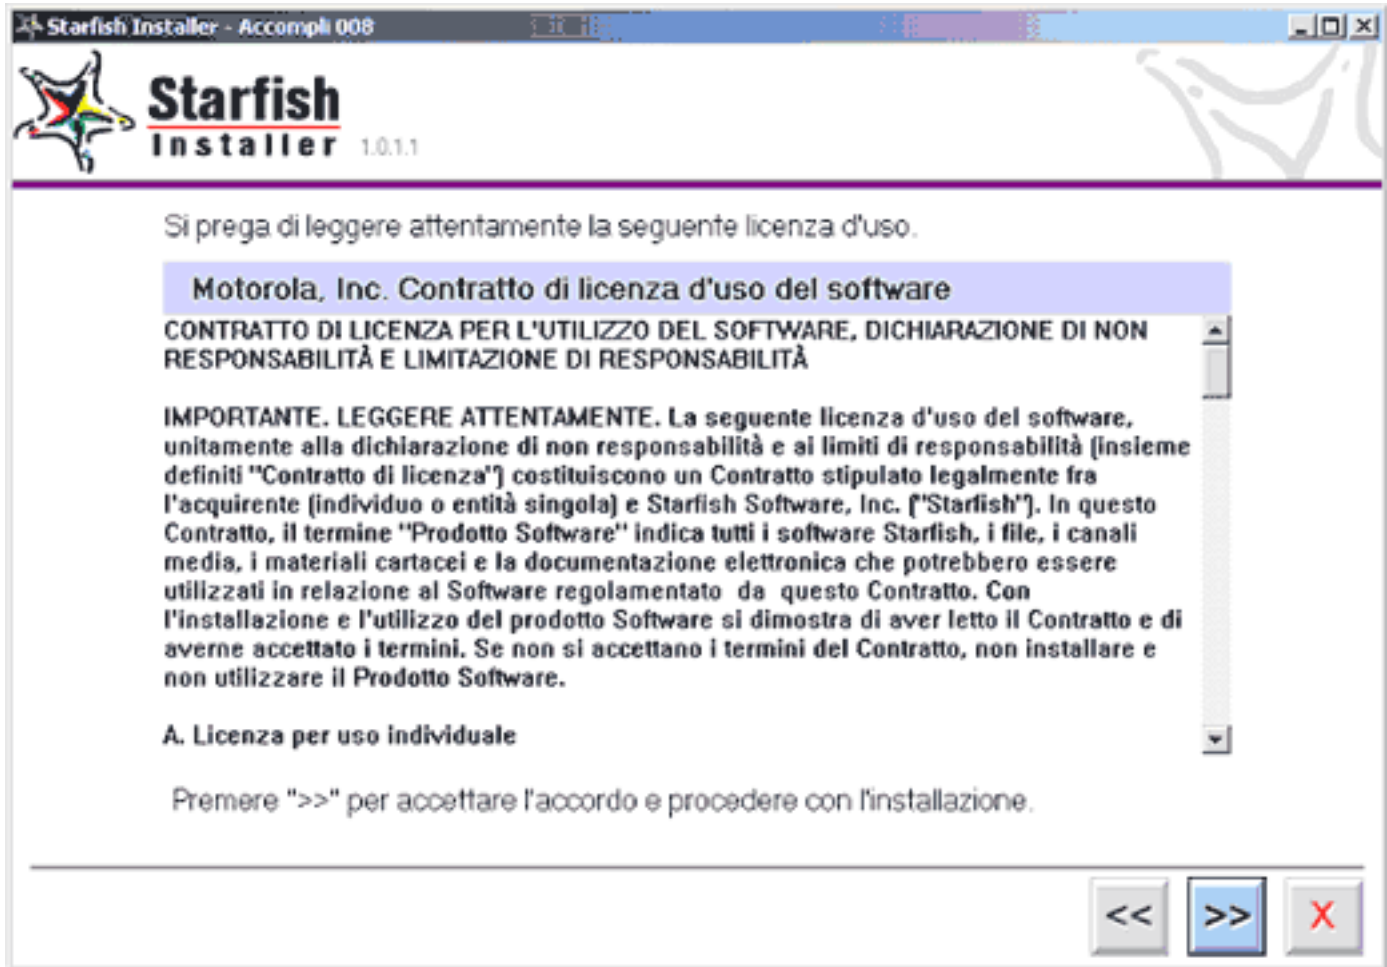 Starfish Installer - Accompli 008
Starfish
Installer 1.0.1.1
Si prega di leggere attentamente la seguente licenza d'uso.
Motorola, Inc. Contratto di licenza d'uso del software
CONTRATTO DI LICENZA PER L'UTILIZZO DEL SOFTWARE, DICHIARAZIONE DI NON
RESPONSABILITÀ E LIMITAZIONE DI RESPONSABILITÀ
IMPORTANTE. LEGGERE ATTENTAMENTE. La seguente licenza d'uso del software,
unitamente alla dichiarazione di non responsabilità e ai limiti di responsabilità (insieme
definiti "Contratto di licenza") costituiscono un Contratto stipulato legalmente fra
l'acquirente (individuo o entità singola) e Starfish Software, Inc. ("Starfish"). In questo
Contratto, il termine "Prodotto Software" indica tutti i software Starfish, i file, i canali
media, i materiali cartacei e la documentazione elettronica che potrebbero essere
utilizzati in relazione al Software regolamentato da questo Contratto. Con
l'installazione e l'utilizzo del prodotto Software si dimostra di aver letto il Contratto e di
averne accettato i termini. Se non si accettano i termini del Contratto, non installare e
non utilizzare il Prodotto Software.
A. Licenza per uso individuale
Premere ">>" per accettare l'accordo e procedere con l'installazione.
<< >> X